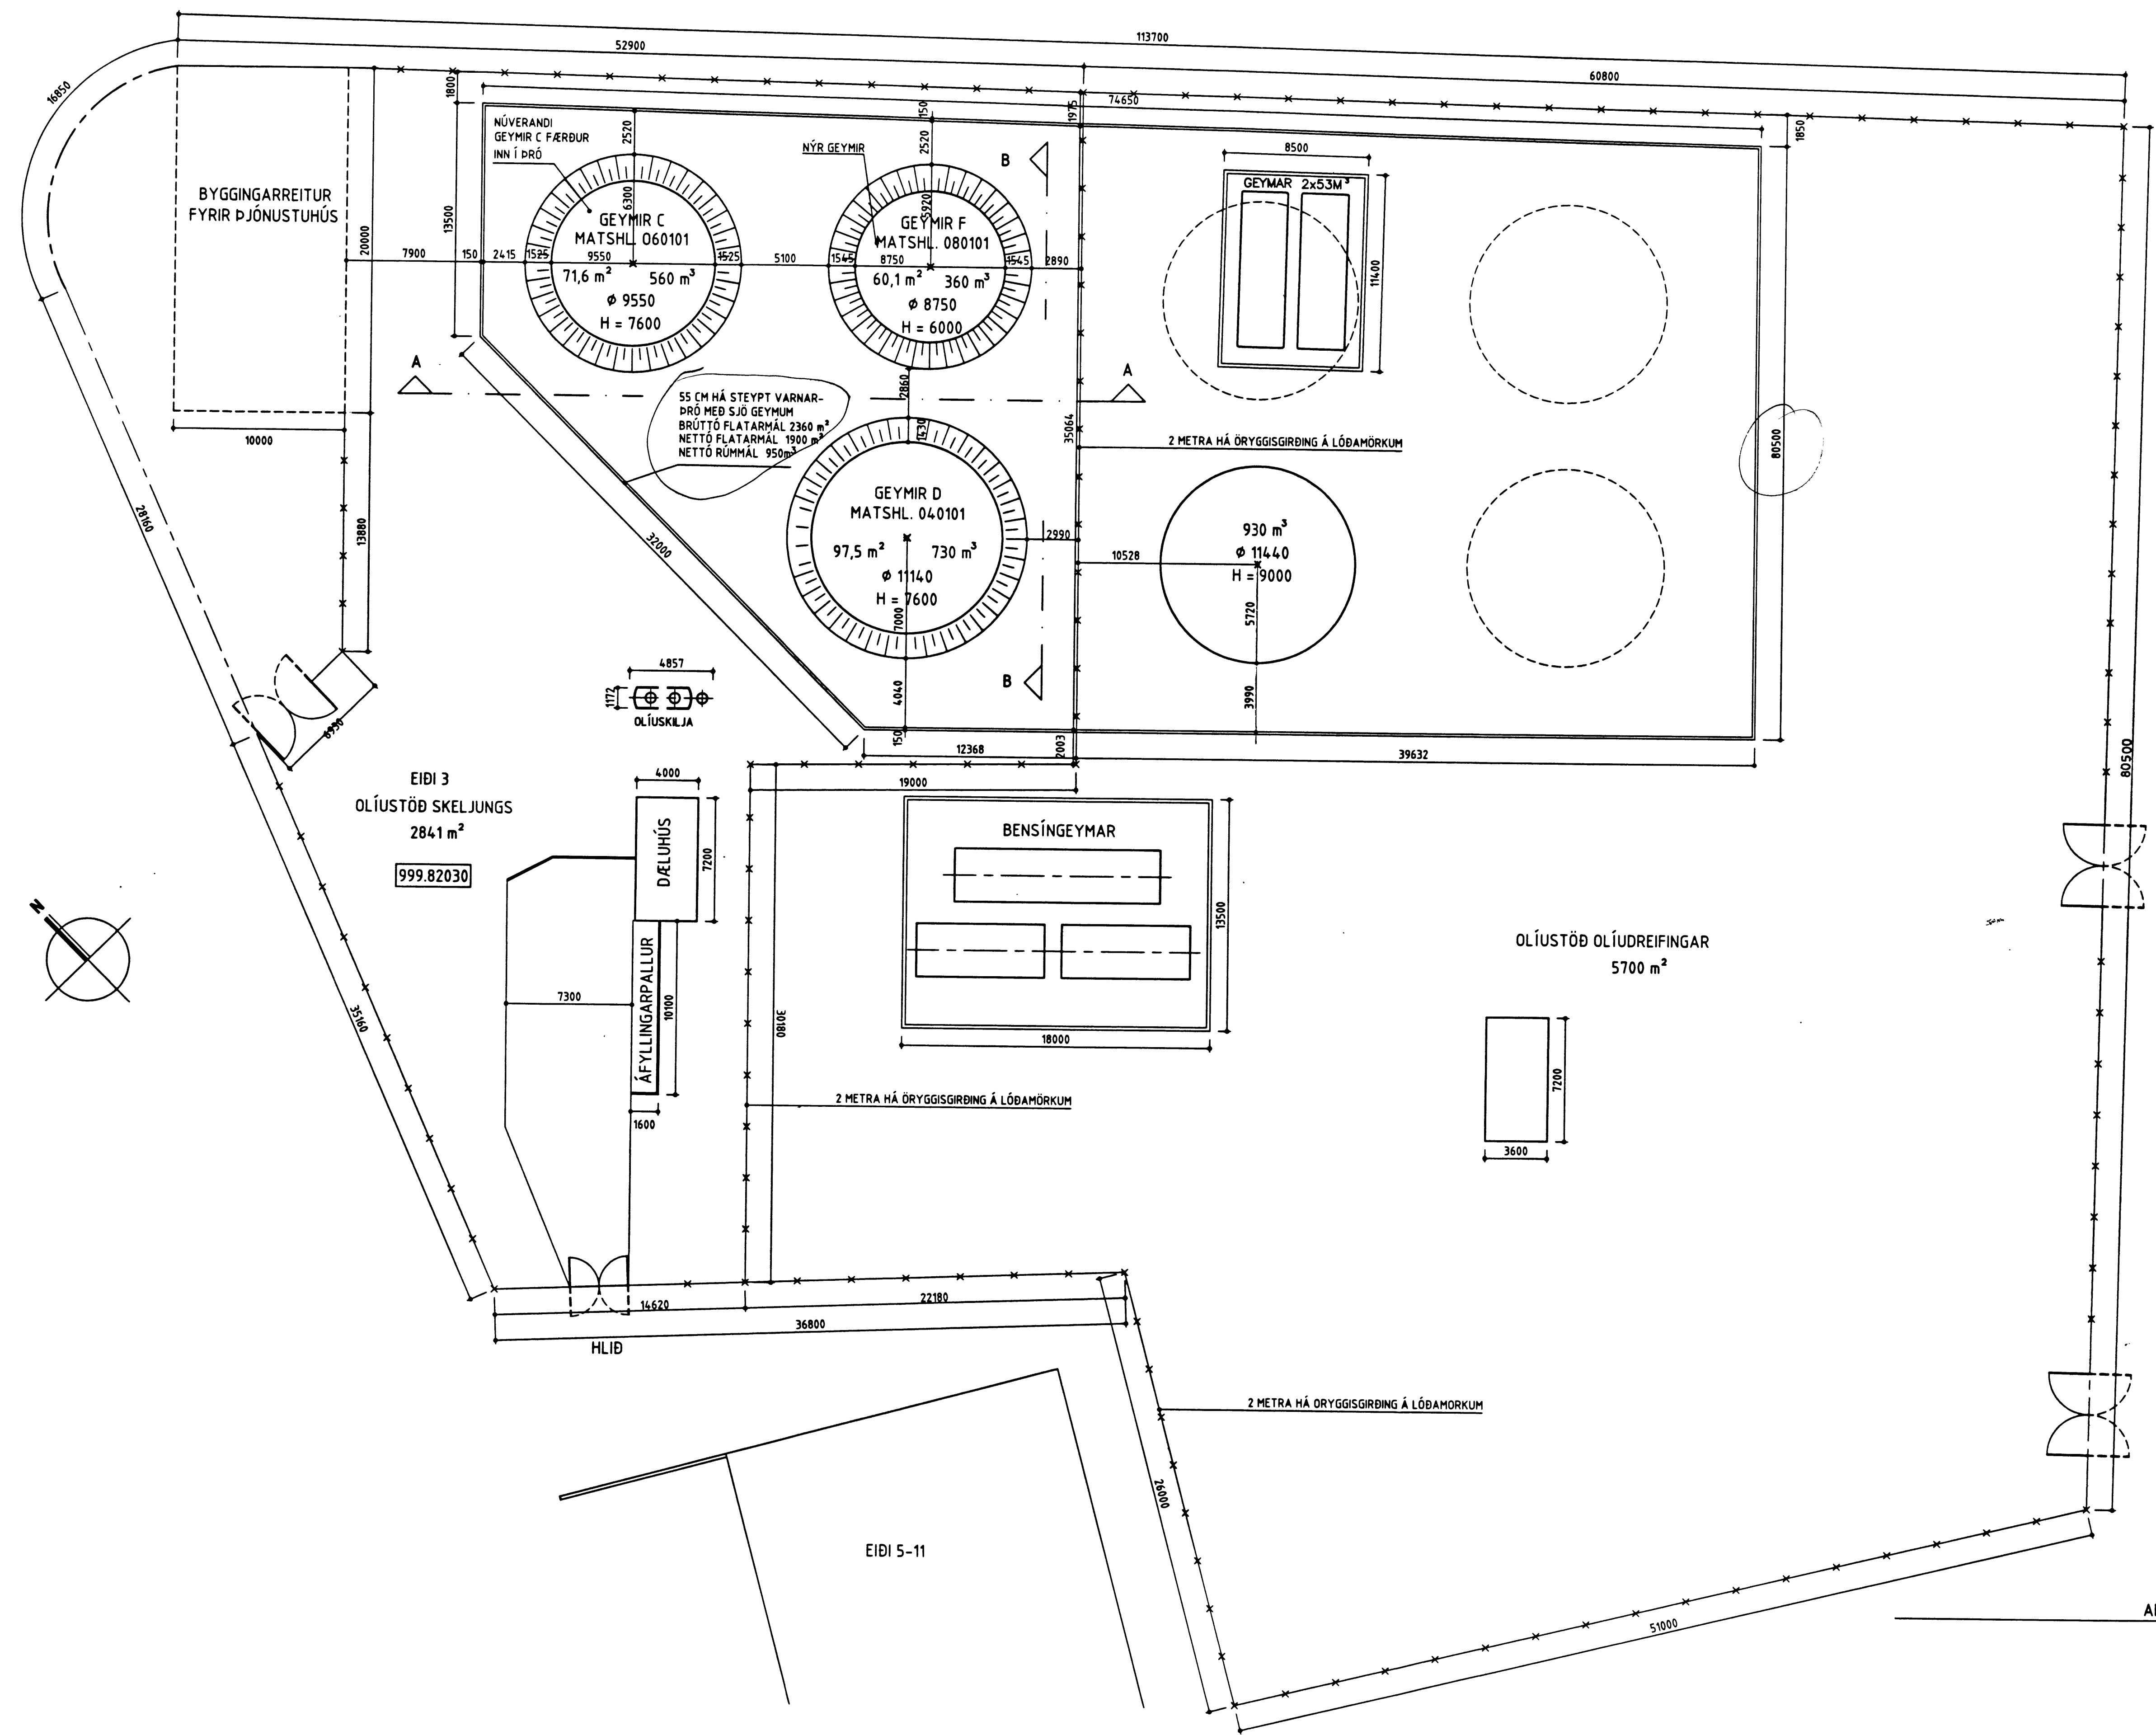 113700
52900
60800
16850
1800
74650
150
1975
1850
NÚVERANDI
GEYMIR C FÆRÐUR
INN Í ÞRÓ
2520
2520
NÝR GEYMIR
B
8500
GEYMAR 2x53M³
BYGGINGARREITUR
FYRIR ÞJÓNUSTUHÚS
20000
13500
6300
GEYMIR C
MATSHL. 060101
5920
GEYMIR F
MATSHL. 080101
11400
7900
150
2415
1525
9550
1525
5100
1545
8750
1545
2890
71,6 m²
560 m³
60,1 m²
360 m³
ϕ 9550
ϕ 8750
H = 7600
H = 6000
A
A
2860
55 CM HÁ STEYPT VARNAR-
ÞRÓ MEÐ SJÖ GEYMUM
BRÚTTÓ FLATARMÁL 2360 m²
NETTÓ FLATARMÁL 1900 m²
NETTÓ RÚMMÁL 950m³
10000
1430
35064
2 METRA HÁ ÖRYGGISGIRÐING Á LÓÐAMÖRKUM
80500
28160
13880
32000
GEYMIR D
MATSHL. 040101
97,5 m²
730 m³
ϕ 11140
H = 7600
2990
10528
930 m³
ϕ 11440
H = 9000
7000
5720
4857
1172
OLÍUSKILJA
B
4040
3990
6930
150
12368
2003
39632
80500
EIÐI 3
OLÍUSTÖÐ SKELJUNGS
2841 m²
999.82030
4000
19000
DÆLUHÚS
7200
BENSÍNGEYMAR
13500
N
OLÍUSTÖÐ OLÍUDREIFINGAR
5700 m²
7300
ÁFYLLINGARPALLUR
10100
30180
35160
18000
7200
2 METRA HÁ ÖRYGGISGIRÐING Á LÓÐAMÖRKUM
1600
3600
14620
22180
36800
HLIÐ
26000
2 METRA HÁ ORYGGISGIRÐING Á LÓÐAMORKUM
EIÐI 5-11
51000